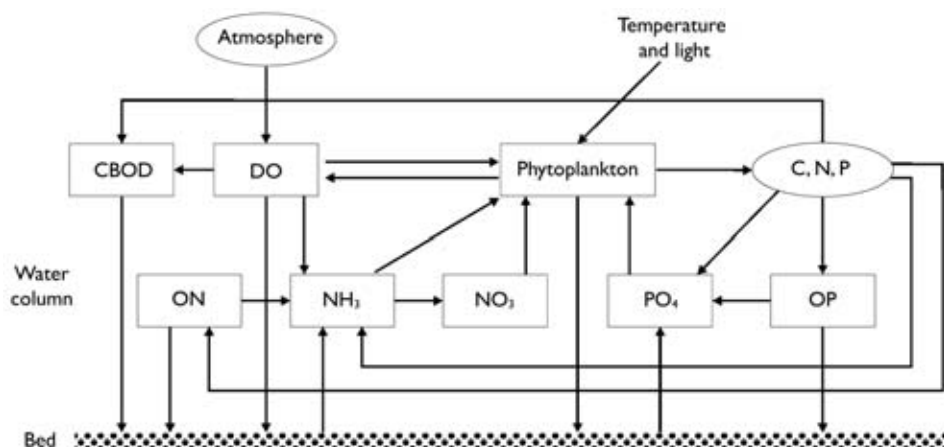 Atmosphere
Temperature
and light
CBOD
DO
Phytoplankton
C, N, P
Water
column
ON
NH₃
NO₃
PO₄
OP
Bed